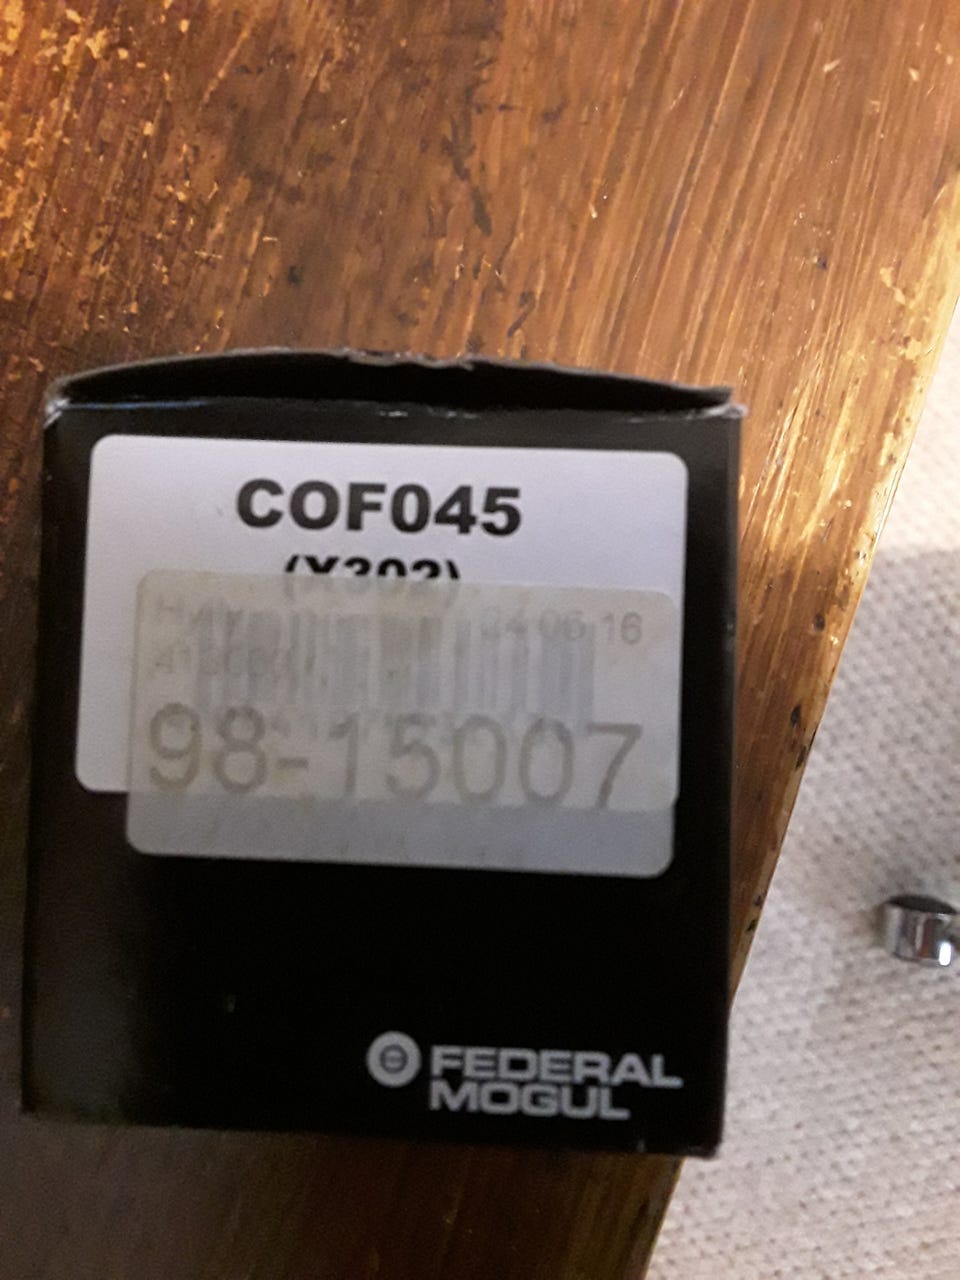 COF045
(X302)
24.06.16
98-15007
FEDERAL
MOGUL